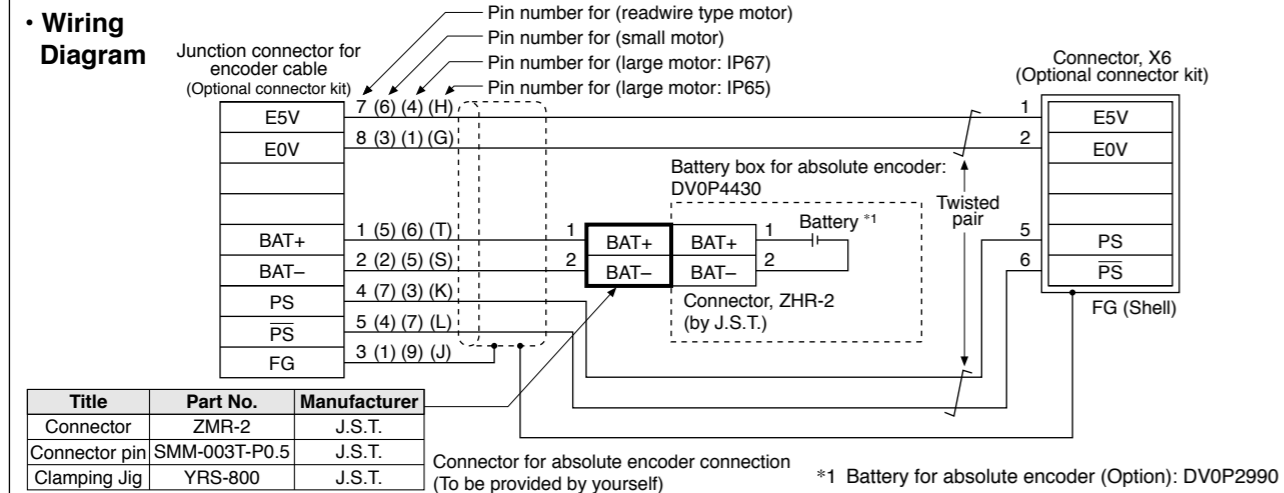 ・Wiring
Diagram
Pin number for (readwire type motor)
Pin number for (small motor)
Pin number for (large motor: IP67)
Pin number for (large motor: IP65)
Junction connector for
encoder cable
(Optional connector kit)
Connector, X6
(Optional connector kit)
E5V 7 (6) (4) (H) 1 E5V
E0V 8 (3) (1) (G) 2 E0V
Battery box for absolute encoder:
DV0P4430
Twisted
pair
Battery *1
BAT+ 1 (5) (6) (T) 1 BAT+ BAT+ 1 5 PS
BAT– 2 (2) (5) (S) 2 BAT– BAT– 2 6 P̅S̅
PS 4 (7) (3) (K)
Connector, ZHR-2
(by J.S.T.)
FG (Shell)
P̅S̅ 5 (4) (7) (L)
FG 3 (1) (9) (J)
Title Part No. Manufacturer
Connector ZMR-2 J.S.T.
Connector pin SMM-003T-P0.5 J.S.T.
Clamping Jig YRS-800 J.S.T.
Connector for absolute encoder connection
(To be provided by yourself)
*1 Battery for absolute encoder (Option): DV0P2990